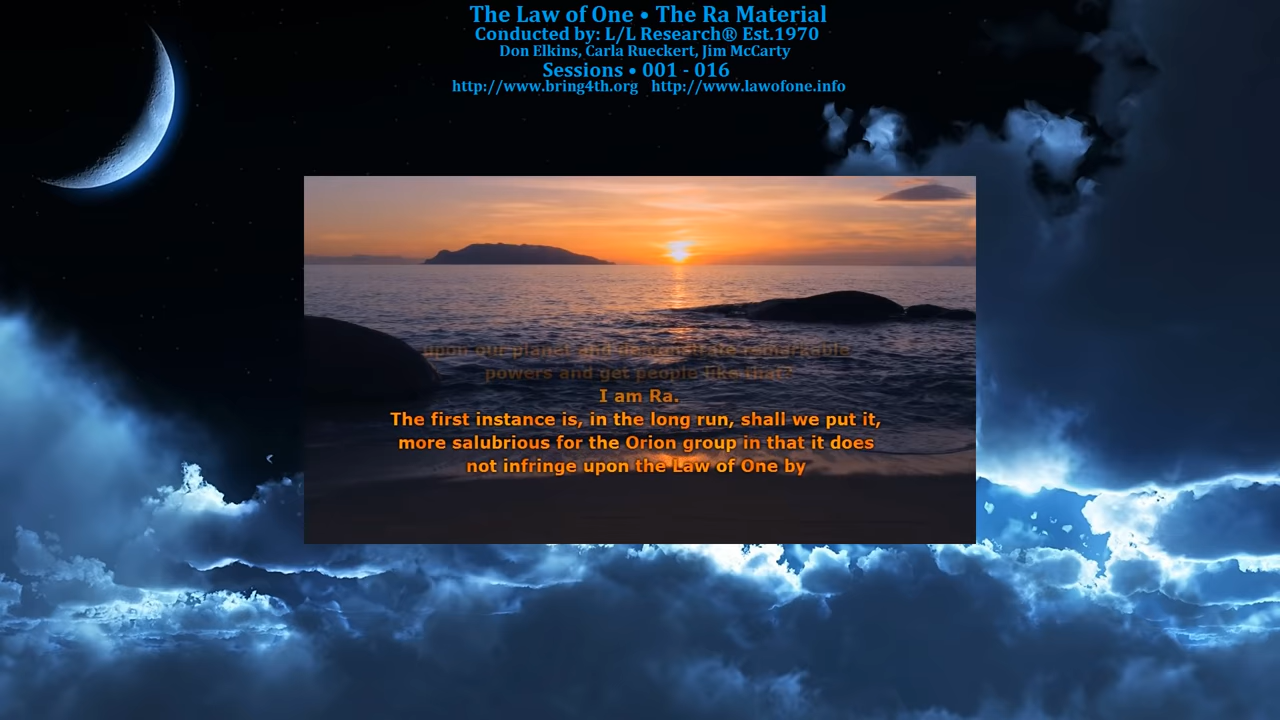 The Law of One • The Ra Material
Conducted by: L/L Research® Est.1970
Don Elkins, Carla Rueckert, Jim McCarty
Sessions • 001 - 016
http://www.bring4th.org http://www.lawofone.info
upon our planet and demonstrate remarkable
powers and get people like that?
I am Ra.
The first instance is, in the long run, shall we put it,
more salubrious for the Orion group in that it does
not infringe upon the Law of One by